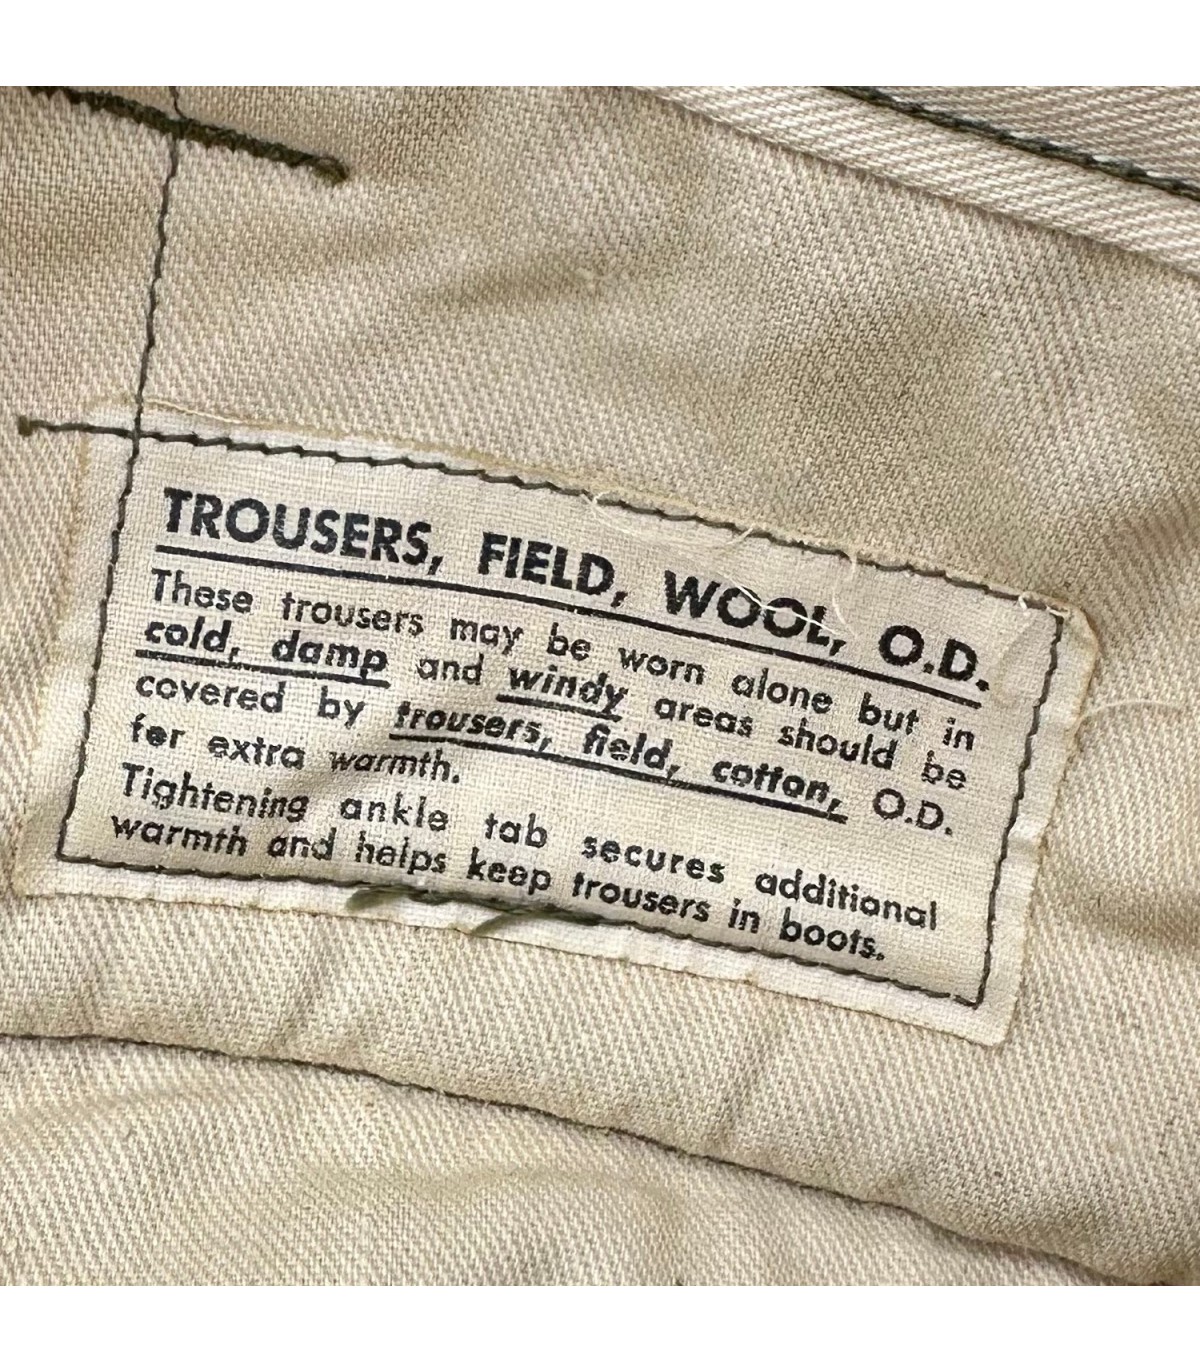 TROUSERS, FIELD, WOOL, O.D.
These trousers may be worn alone but in
cold, damp and windy areas should be
covered by trousers, field, cotton, O.D.
for extra warmth.
Tightening ankle tab secures additional
warmth and helps keep trousers in boots.